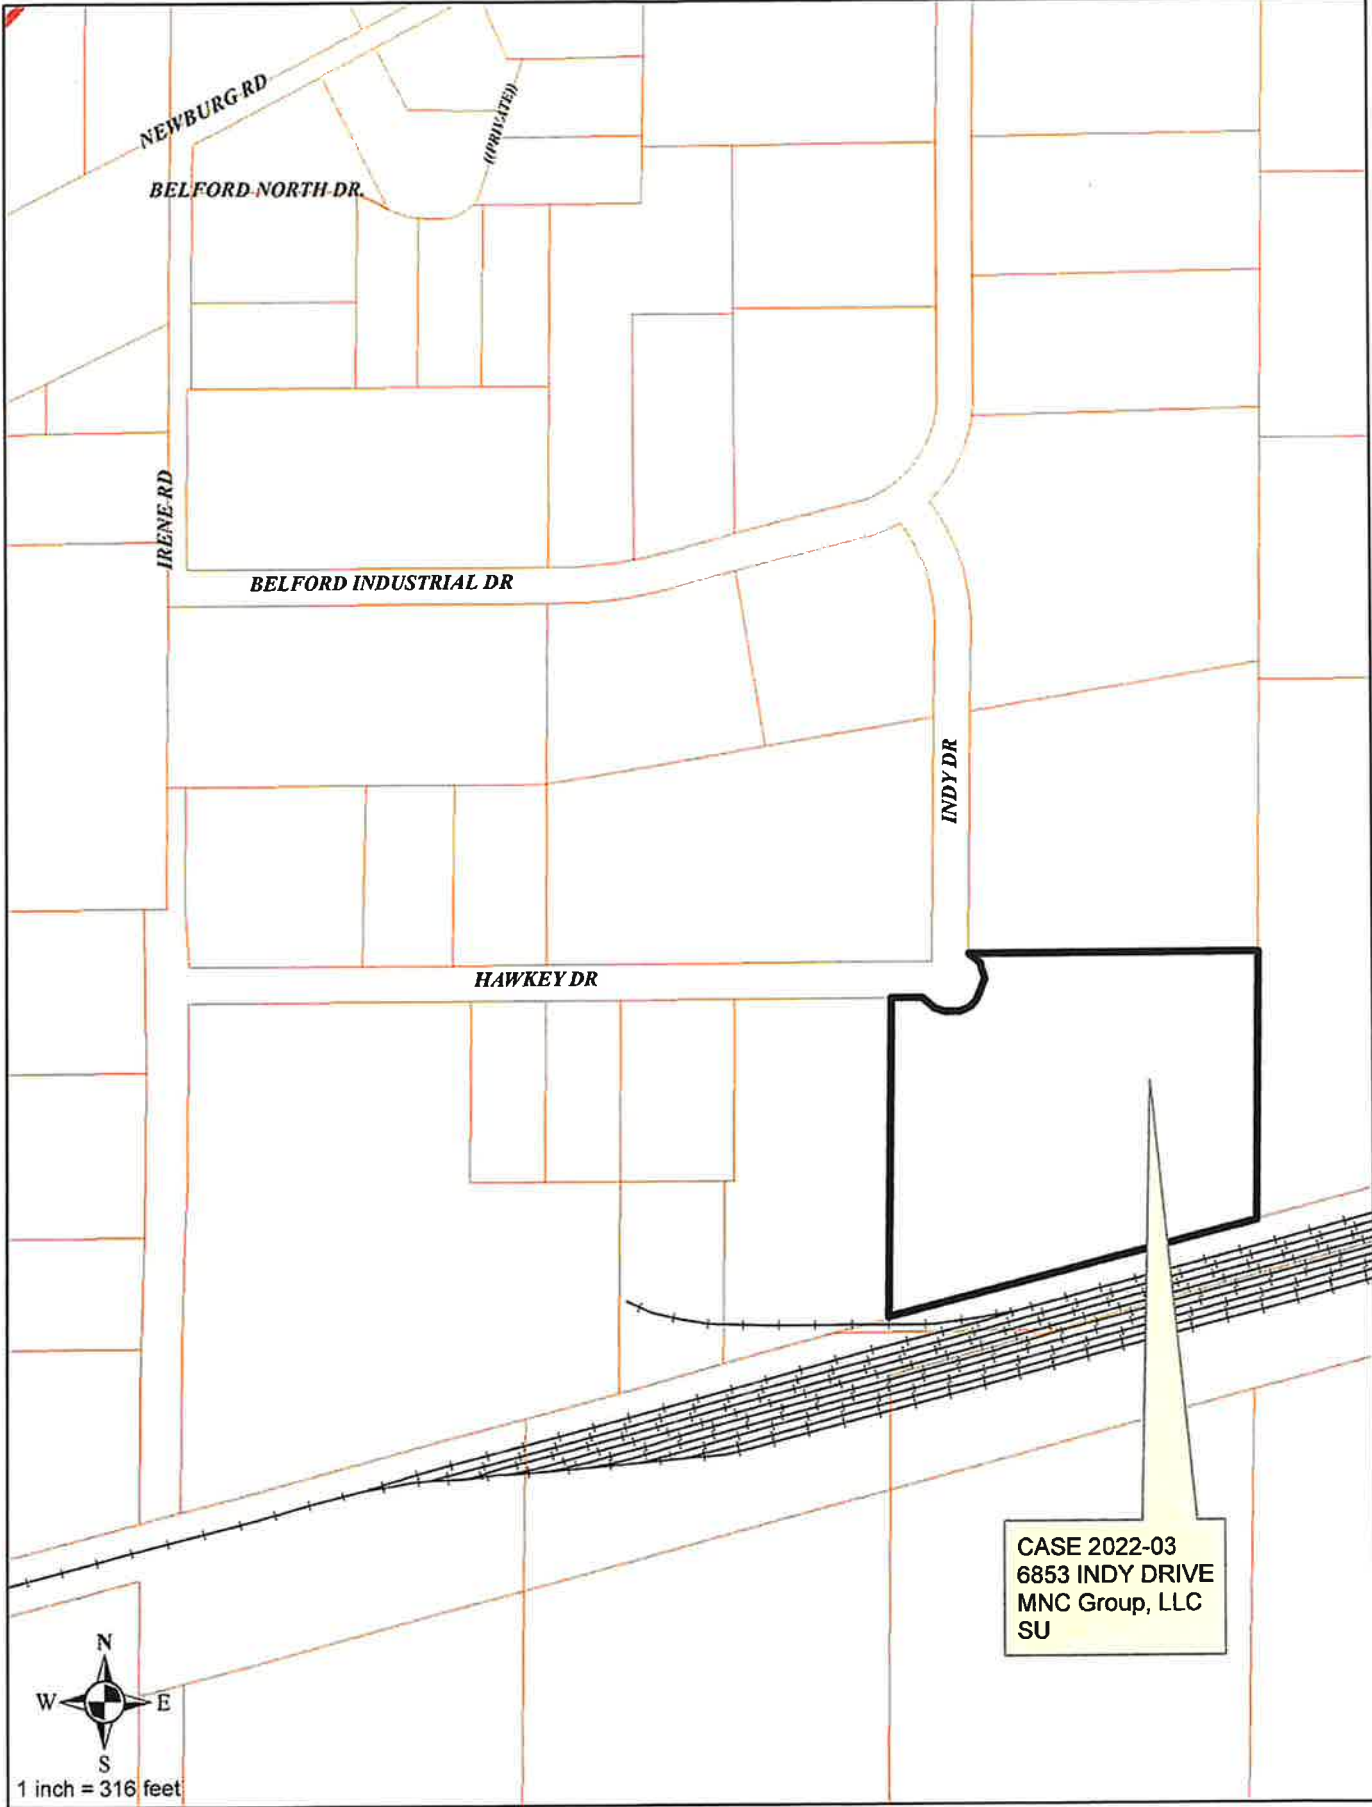 NEWBURG RD
((PRIVATE))
BELFORD NORTH DR.
IRENE RD
BELFORD INDUSTRIAL DR
INDY DR
HAWKEY DR
CASE 2022-03
6853 INDY DRIVE
MNC Group, LLC
SU
N
W
E
S
1 inch = 316 feet